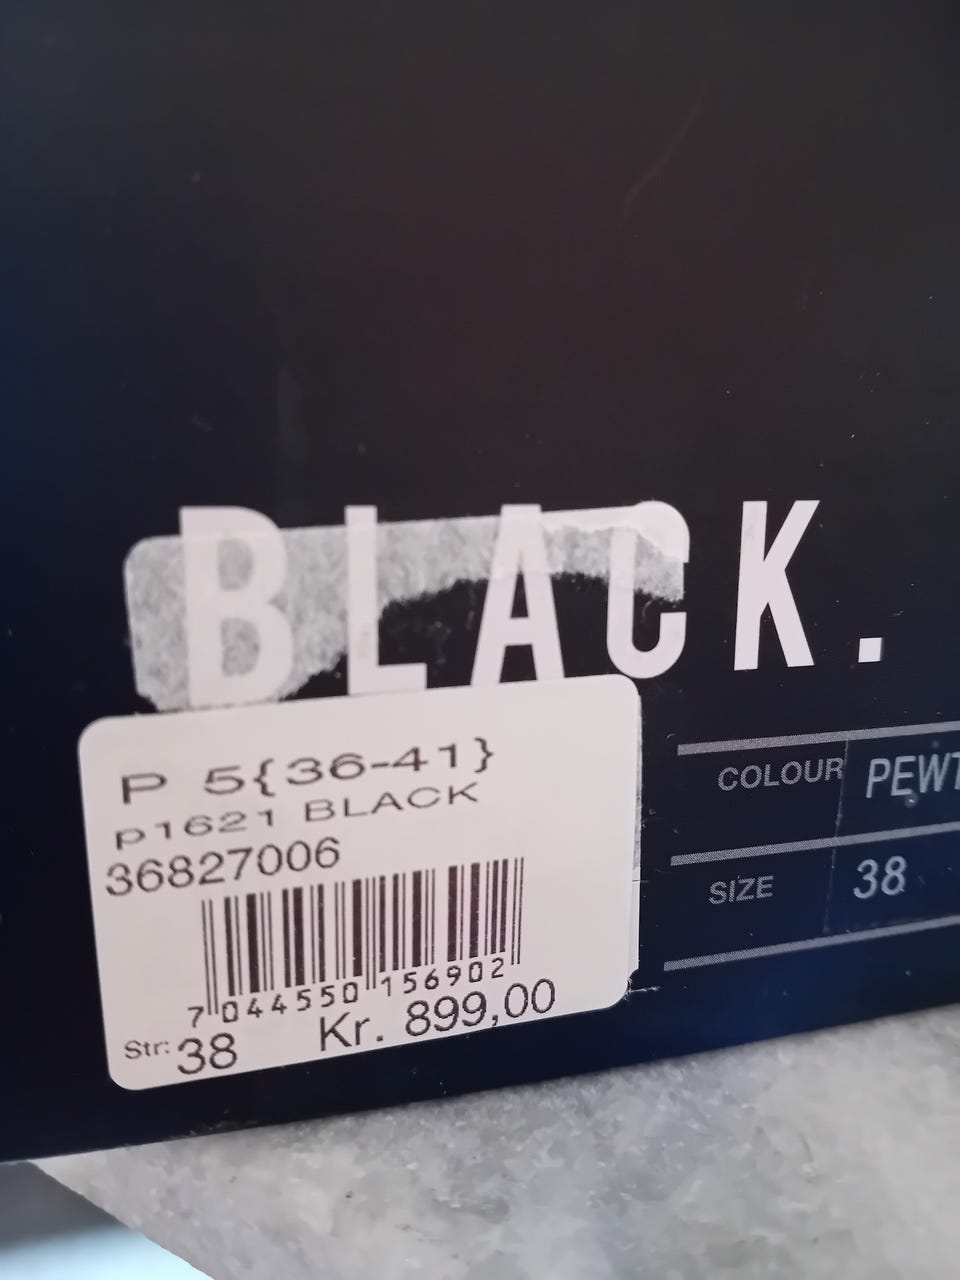 BLACK.
P 5{36-41}
p1621 BLACK
36827006
7 044550 156902
Str: 38 Kr. 899,00
COLOUR
SIZE 38